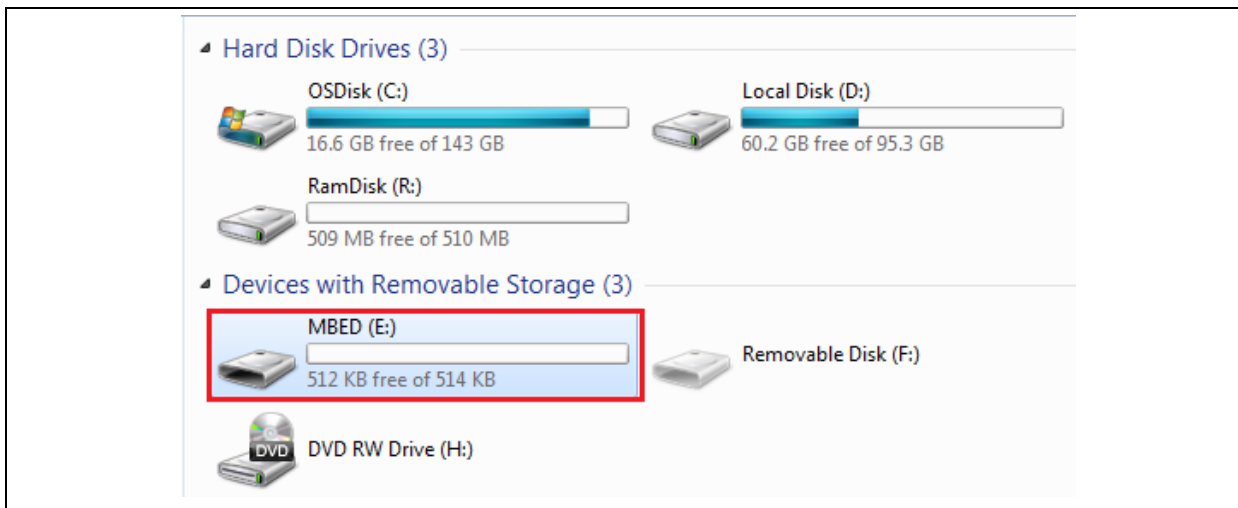 Hard Disk Drives (3)
OSDisk (C:)
16.6 GB free of 143 GB
Local Disk (D:)
60.2 GB free of 95.3 GB
RamDisk (R:)
509 MB free of 510 MB
Devices with Removable Storage (3)
MBED (E:)
512 KB free of 514 KB
Removable Disk (F:)
DVD
DVD RW Drive (H:)